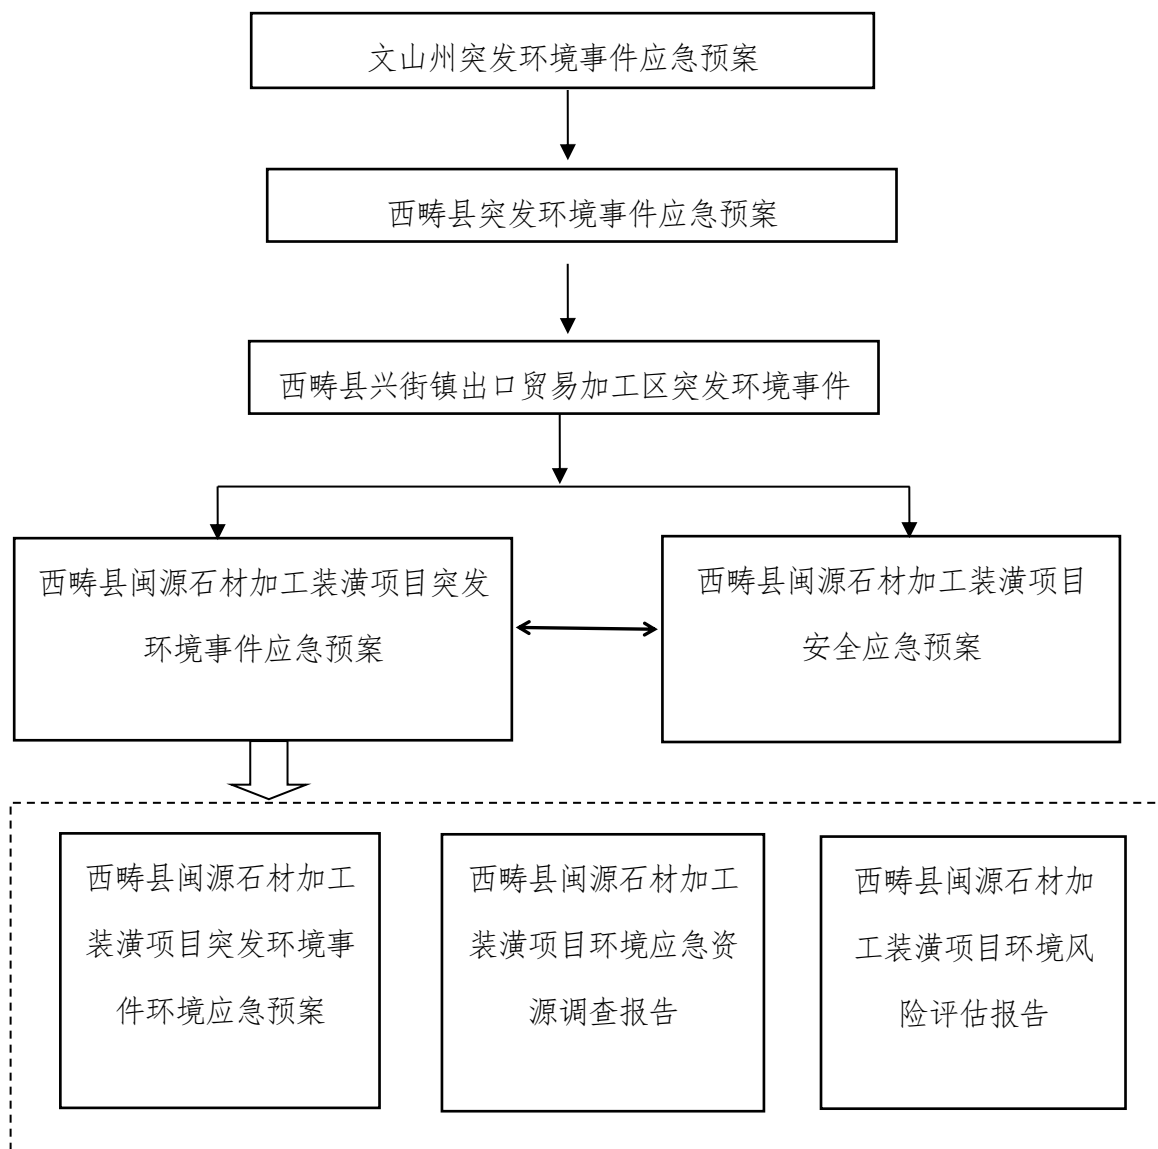 文山州突发环境事件应急预案
西畴县突发环境事件应急预案
西畴县兴街镇出口贸易加工区突发环境事件
西畴县闽源石材加工装潢项目突发
环境事件应急预案
西畴县闽源石材加工装潢项目
安全应急预案
西畴县闽源石材加工
装潢项目突发环境事
件环境应急预案
西畴县闽源石材加工
装潢项目环境应急资
源调查报告
西畴县闽源石材加
工装潢项目环境风
险评估报告